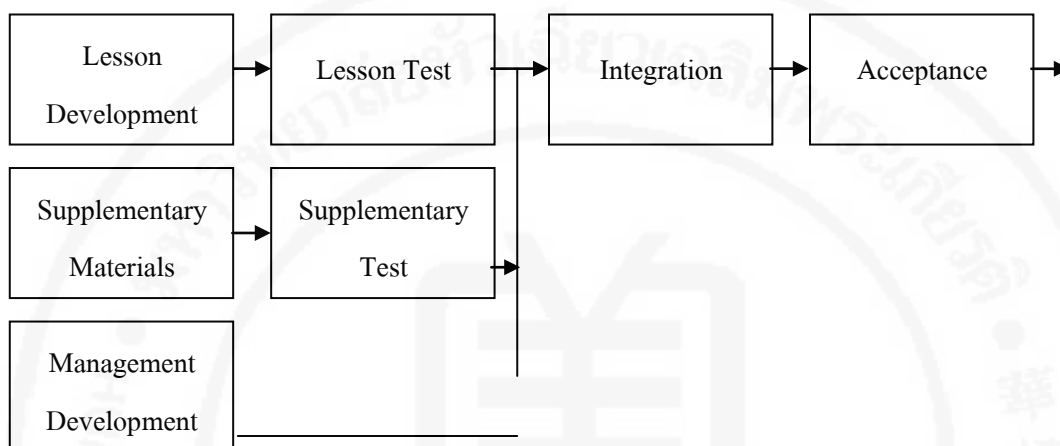 Lesson
Development
Lesson Test
Integration
Acceptance
Supplementary
Materials
Supplementary
Test
Management
Development